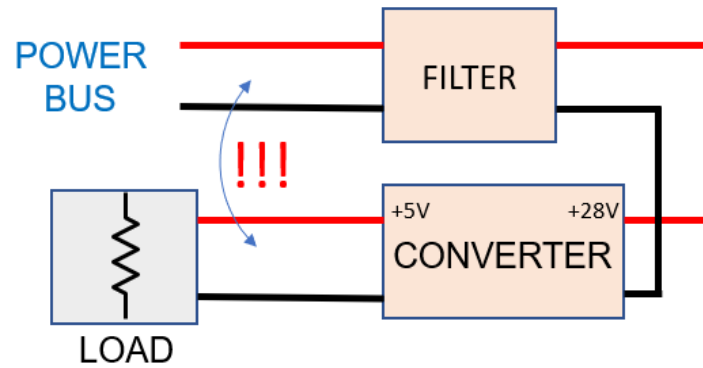 POWER
BUS
FILTER
!!!
+5V
+28V
CONVERTER
LOAD